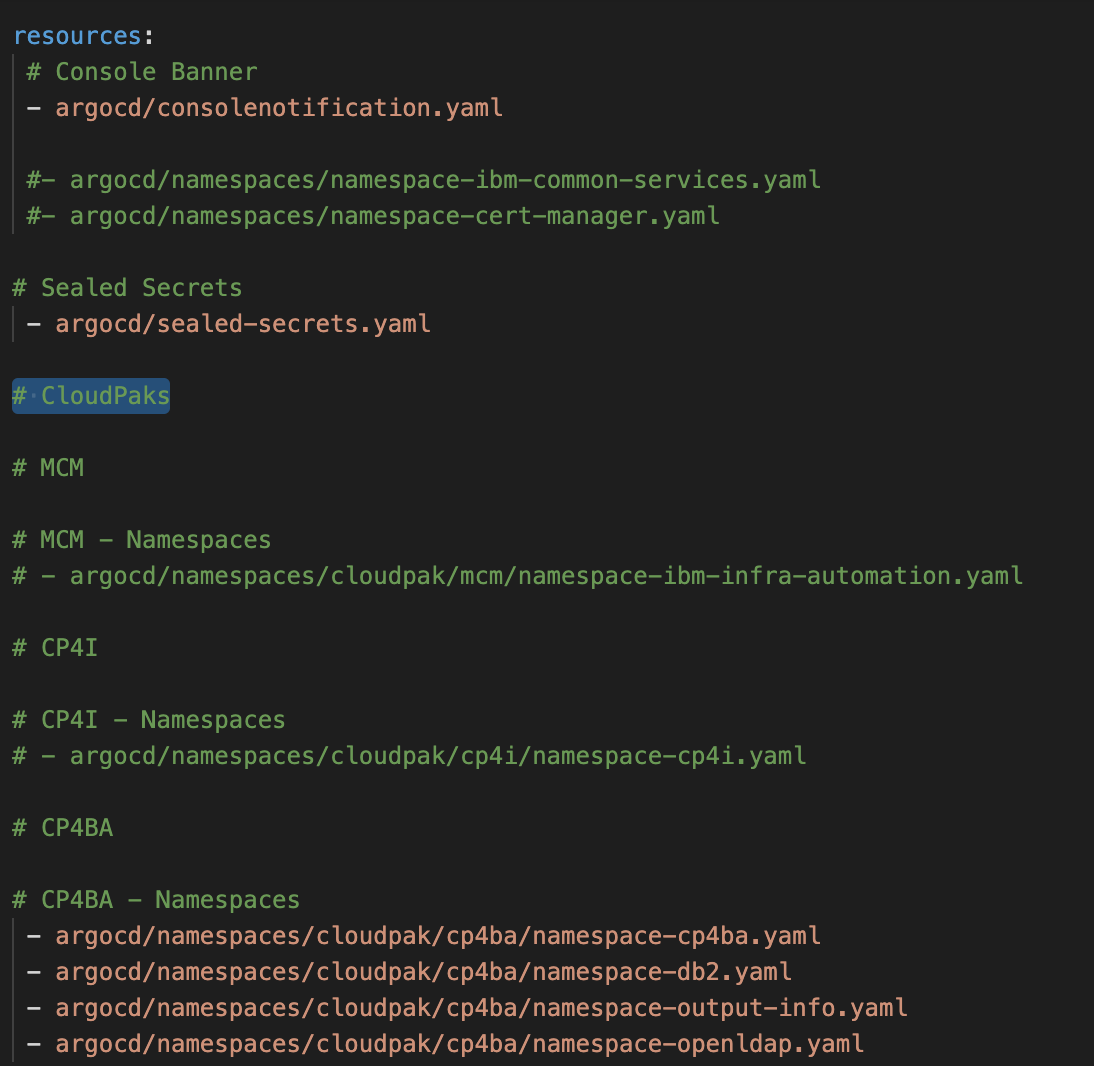 resources:
# Console Banner
- argocd/consolenotification.yaml
#- argocd/namespaces/namespace-ibm-common-services.yaml
#- argocd/namespaces/namespace-cert-manager.yaml
# Sealed Secrets
- argocd/sealed-secrets.yaml
# CloudPaks
# MCM
# MCM - Namespaces
# - argocd/namespaces/cloudpak/mcm/namespace-ibm-infra-automation.yaml
# CP4I
# CP4I - Namespaces
# - argocd/namespaces/cloudpak/cp4i/namespace-cp4i.yaml
# CP4BA
# CP4BA - Namespaces
- argocd/namespaces/cloudpak/cp4ba/namespace-cp4ba.yaml
- argocd/namespaces/cloudpak/cp4ba/namespace-db2.yaml
- argocd/namespaces/cloudpak/cp4ba/namespace-output-info.yaml
- argocd/namespaces/cloudpak/cp4ba/namespace-openldap.yaml